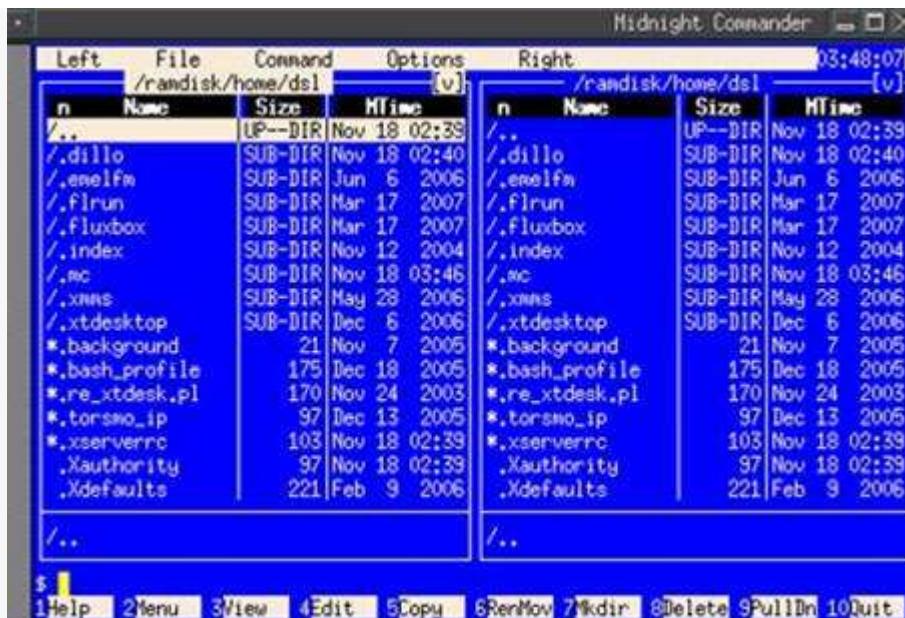 Midnight Commander
Left File Command Options Right 03:48:07
/ramdisk/home/dsl [v] /ramdisk/home/dsl [v]
n Name Size MTime n Name Size MTime
/.. UP--DIR Nov 18 02:39 /.. UP--DIR Nov 18 02:39
/.dillo SUB-DIR Nov 18 02:40 /.dillo SUB-DIR Nov 18 02:40
/.emelfm SUB-DIR Jun 6 2006 /.emelfm SUB-DIR Jun 6 2006
/.flrun SUB-DIR Mar 17 2007 /.flrun SUB-DIR Mar 17 2007
/.fluxbox SUB-DIR Mar 17 2007 /.fluxbox SUB-DIR Mar 17 2007
/.index SUB-DIR Nov 12 2004 /.index SUB-DIR Nov 12 2004
/.mc SUB-DIR Nov 18 03:46 /.mc SUB-DIR Nov 18 03:46
/.xmms SUB-DIR May 28 2006 /.xmms SUB-DIR May 28 2006
/.xtdesktop SUB-DIR Dec 6 2006 /.xtdesktop SUB-DIR Dec 6 2006
*.background 21 Nov 7 2005 *.background 21 Nov 7 2005
*.bash_profile 175 Dec 18 2005 *.bash_profile 175 Dec 18 2005
*.re_xtdesk.pl 170 Nov 24 2003 *.re_xtdesk.pl 170 Nov 24 2003
*.torsmo_ip 97 Dec 13 2005 *.torsmo_ip 97 Dec 13 2005
*.xserverrc 103 Nov 18 02:39 *.xserverrc 103 Nov 18 02:39
.Xauthority 97 Nov 18 02:39 .Xauthority 97 Nov 18 02:39
.Xdefaults 221 Feb 9 2006 .Xdefaults 221 Feb 9 2006
/.. /..
$
1Help 2Menu 3View 4Edit 5Copy 6RenMov 7Mkdir 8Delete 9PullDn 10Quit